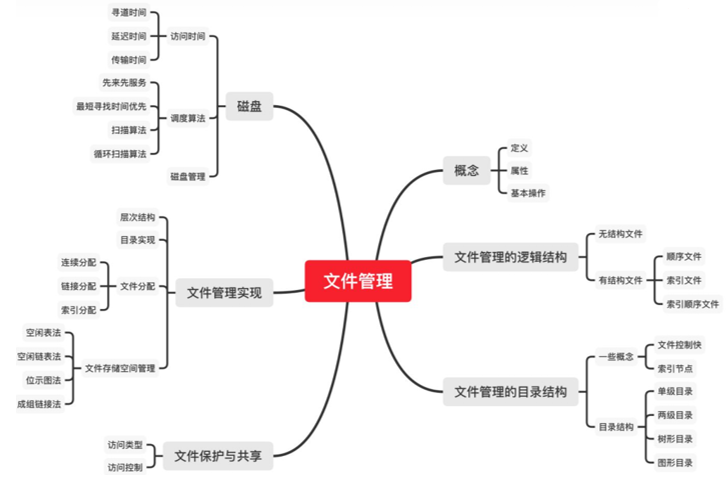 文件管理
概念
定义
属性
基本操作
文件管理的逻辑结构
无结构文件
有结构文件
顺序文件
索引文件
索引顺序文件
文件管理的目录结构
一些概念
文件控制快
索引节点
目录结构
单级目录
两级目录
树形目录
图形目录
磁盘
访问时间
寻道时间
延迟时间
传输时间
调度算法
先来先服务
最短寻找时间优先
扫描算法
循环扫描算法
磁盘管理
文件管理实现
层次结构
目录实现
文件分配
连续分配
链接分配
索引分配
文件存储空间管理
空闲表法
空闲链表法
位示图法
成组链接法
文件保护与共享
访问类型
访问控制